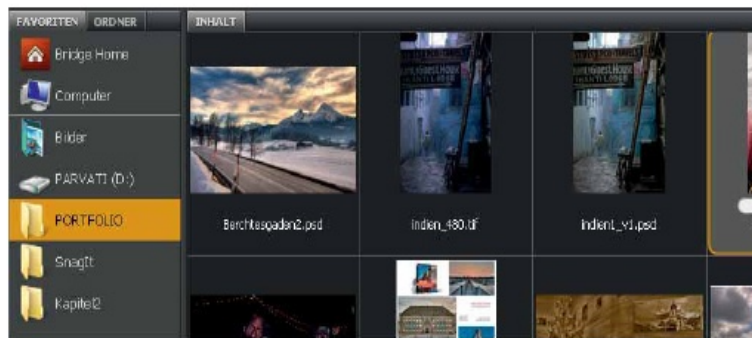 FAVORITEN ORDNER INHALT
Bridge Home
Computer
Bilder
PARVATI (D:)
PORTFOLIO
SnagIt
Kapitel2
Berchtesgaden2.psd indien_480.tif indien1_v1.psd